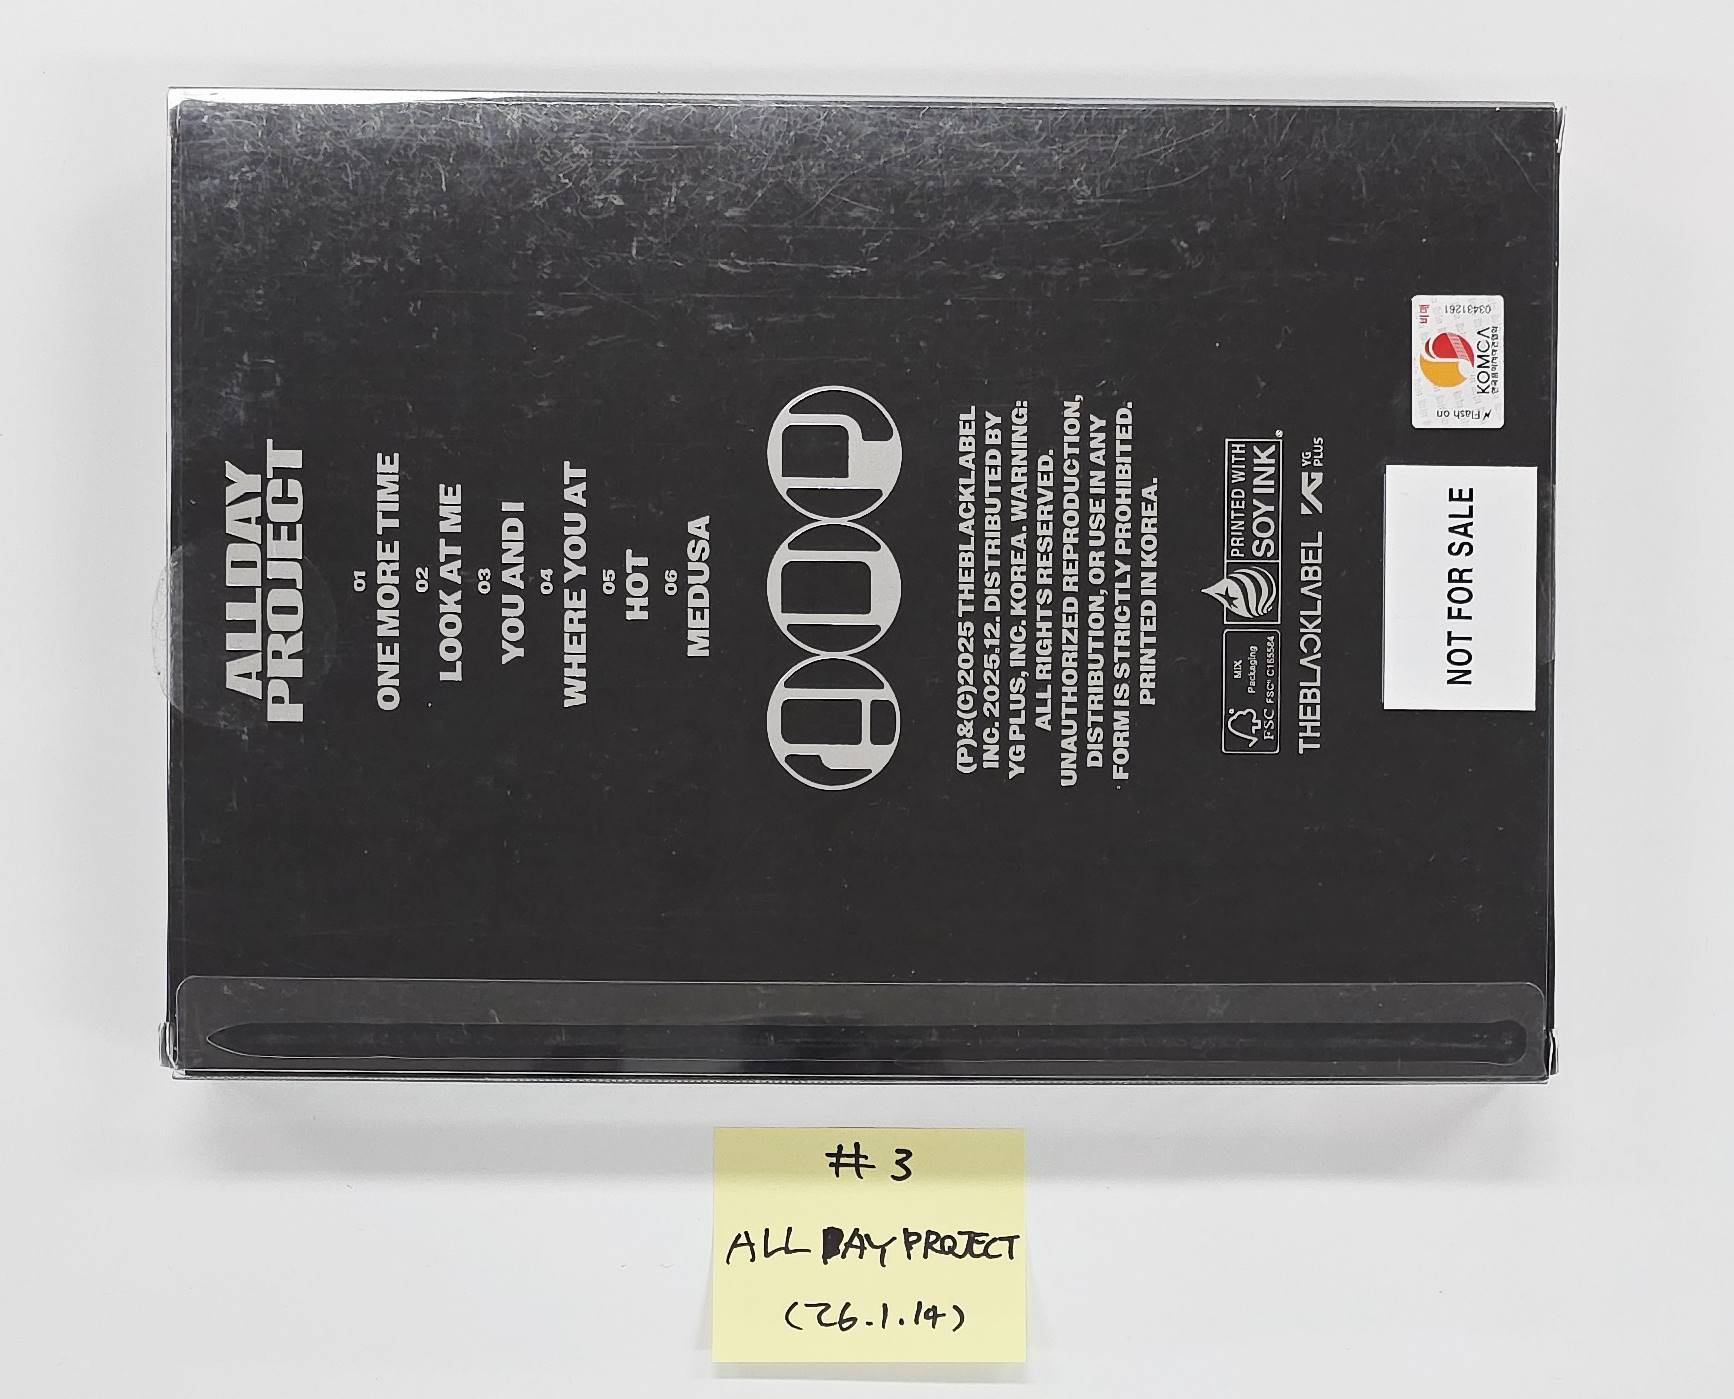 ALLDAY
PROJECT
01
ONE MORE TIME
02
LOOK AT ME
03
YOU AND I
04
WHERE YOU AT
05
HOT
06
MEDUSA
(P)&(C)2025 THEBLACKLABEL
INC. 2025.12. DISTRIBUTED BY
YG PLUS, INC. KOREA. WARNING:
ALL RIGHTS RESERVED.
UNAUTHORIZED REPRODUCTION,
DISTRIBUTION, OR USE IN ANY
FORM IS STRICTLY PROHIBITED.
PRINTED IN KOREA.
MIX
Packaging
FSC FSC® C165584
PRINTED WITH
SOY INK®
THEBLACKLABEL YG PLUS
Flash on
KOMCA
03431261
NOT FOR SALE
#3
ALL DAY PROJECT
(26.1.14)